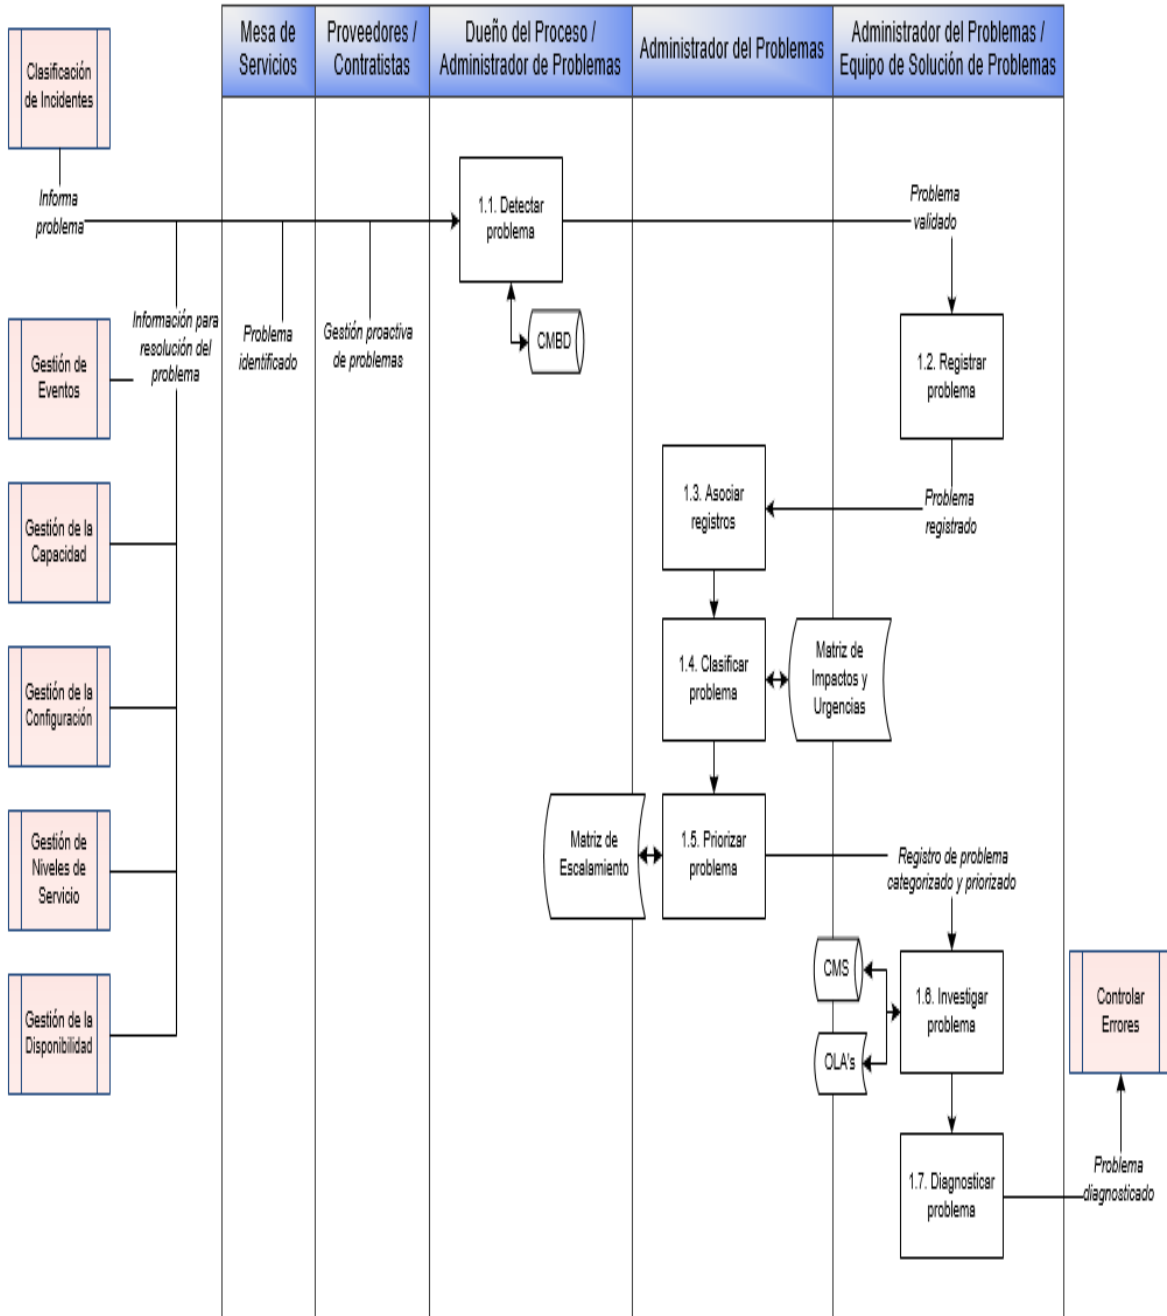 Mesa de
Servicios
Proveedores /
Contratistas
Dueño del Proceso /
Administrador de Problemas
Administrador del Problemas
Administrador del Problemas /
Equipo de Solución de Problemas
Clasificación
de Incidentes
Informa
problema
1.1. Detectar
problema
Problema
validado
Información para
resolución del
problema
Problema
identificado
Gestión proactiva
de problemas
CMBD
Gestión de
Eventos
1.2. Registrar
problema
Gestión de la
Capacidad
1.3. Asociar
registros
Problema
registrado
Gestión de la
Configuración
1.4. Clasificar
problema
Matriz de
Impactos y
Urgencias
Gestión de
Niveles de
Servicio
Matriz de
Escalamiento
1.5. Priorizar
problema
Registro de problema
categorizado y priorizado
Gestión de la
Disponibilidad
CMS
OLA's
1.6. Investigar
problema
Controlar
Errores
1.7. Diagnosticar
problema
Problema
diagnosticado